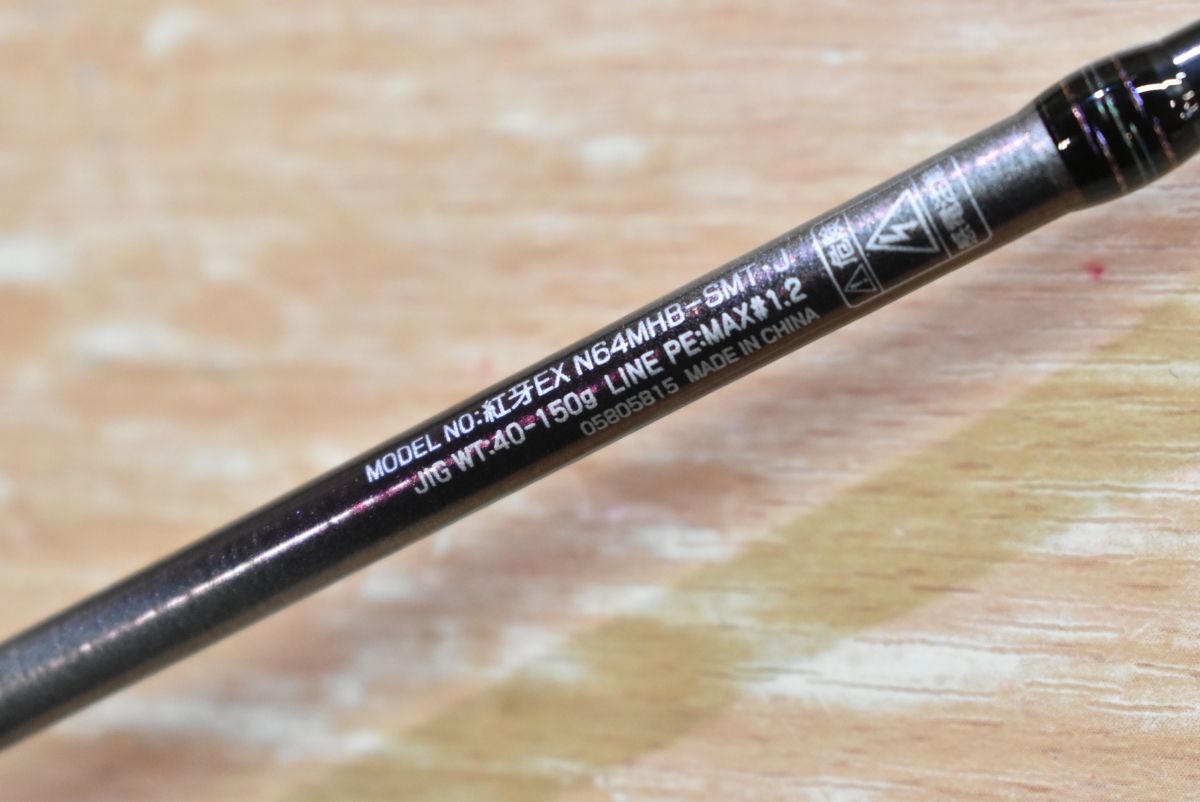 MODEL NO:紅牙EX N64MHB-SMT・J
JIG WT:40-150g LINE PE:MAX#1.2
05805815 MADE IN CHINA